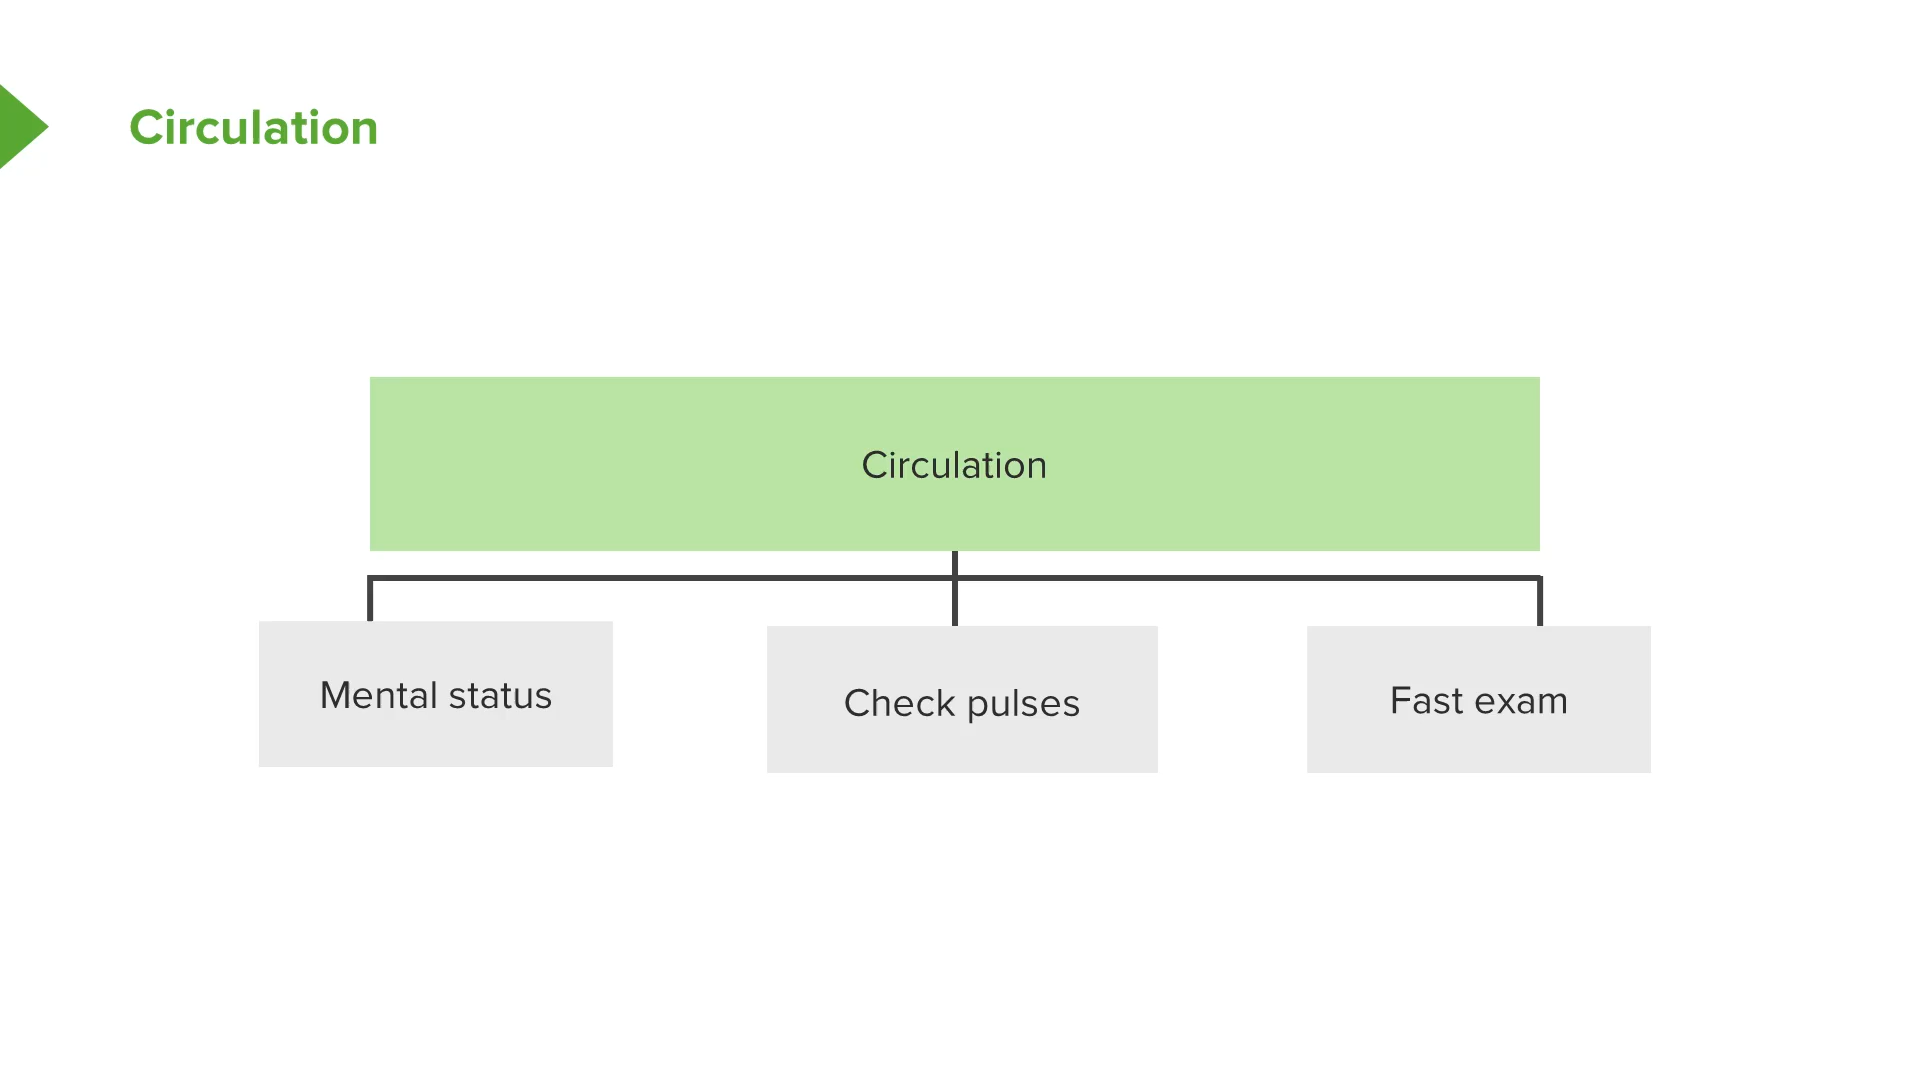 Circulation
Circulation
Mental status
Check pulses
Fast exam